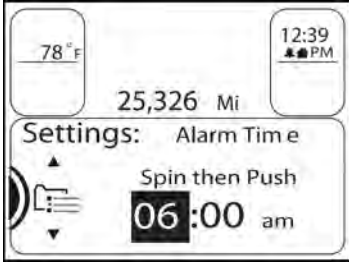 78°F
12:39
PM
25,326 Mi
Settings: Alarm Time
Spin then Push
06:00 am